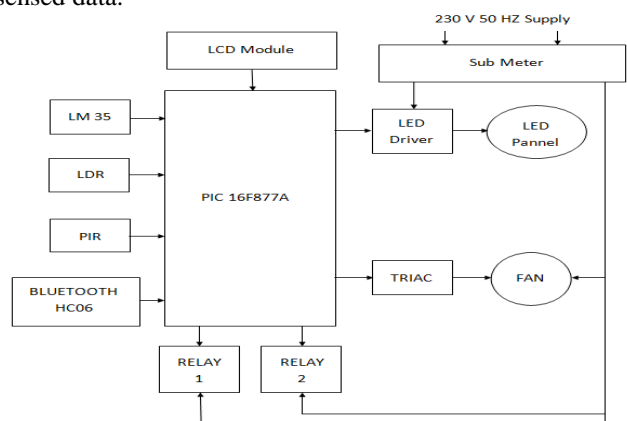 sensed data.
230 V 50 HZ Supply
LCD Module
Sub Meter
LM 35
LED
Driver
LED
Pannel
LDR
PIC 16F877A
PIR
BLUETOOTH
HC06
TRIAC
FAN
RELAY
1
RELAY
2